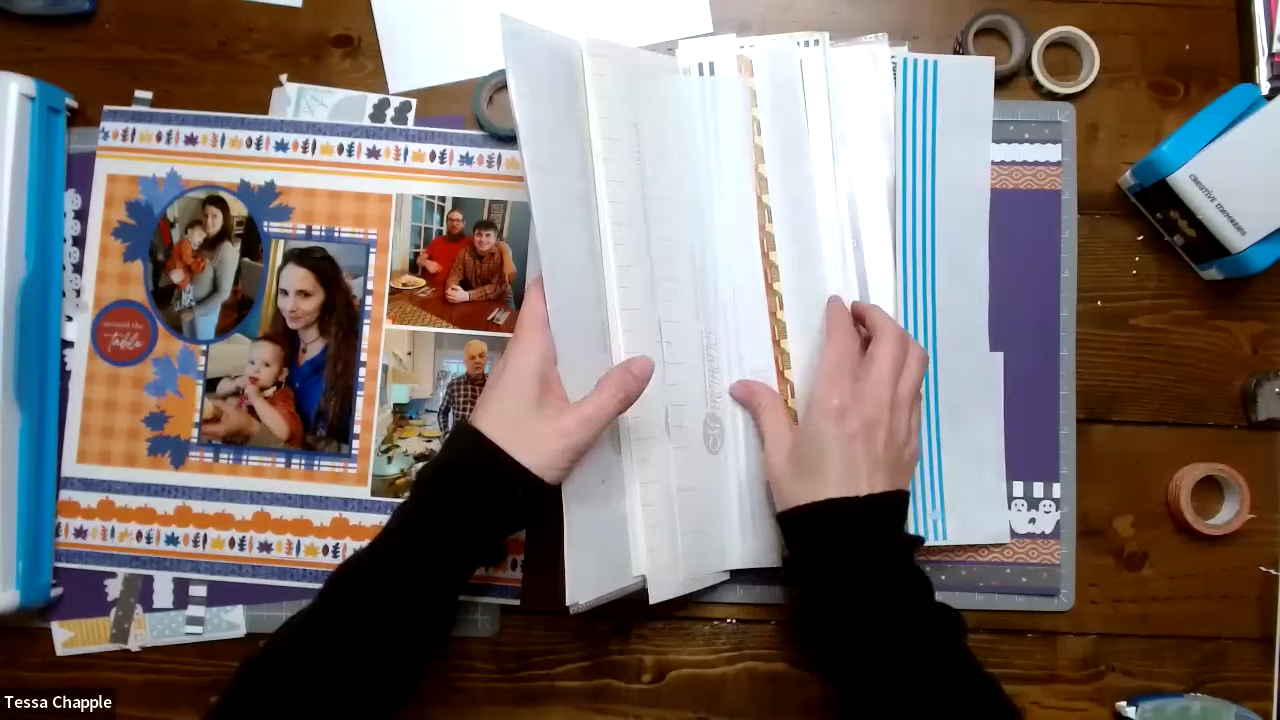 creative memories
around the
table
Tessa Chapple